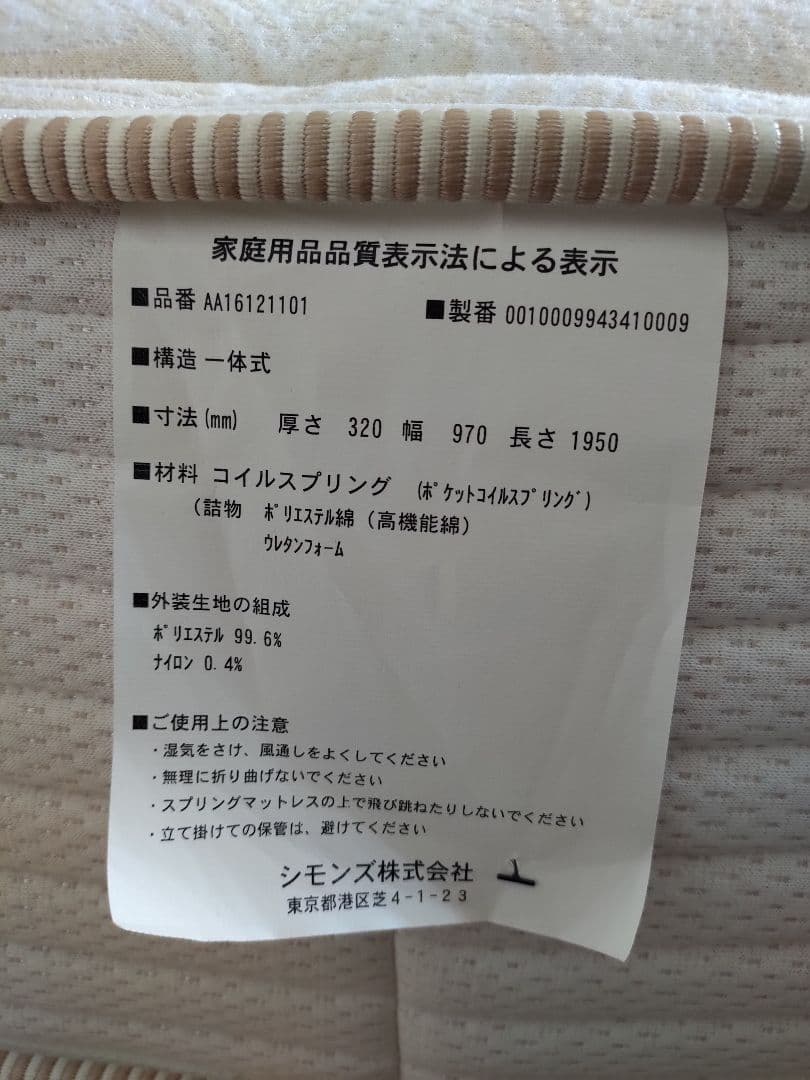 家庭用品品質表示法による表示
■品番 AA16121101 ■製番 0010009943410009
■構造 一体式
■寸法(mm) 厚さ 320 幅 970 長さ 1950
■材料 コイルスプリング (ﾎﾟｹｯﾄｺｲﾙｽﾌﾟﾘﾝｸﾞ)
(詰物 ﾎﾟﾘｴｽﾃﾙ綿(高機能綿)
ｳﾚﾀﾝﾌｫｰﾑ
■外装生地の組成
ﾎﾟﾘｴｽﾃﾙ 99.6%
ﾅｲﾛﾝ 0.4%
■ご使用上の注意
・湿気をさけ、風通しをよくしてください
・無理に折り曲げないでください
・スプリングマットレスの上で飛び跳ねたりしないでください
・立て掛けての保管は、避けてください
シモンズ株式会社
東京都港区芝4-1-23